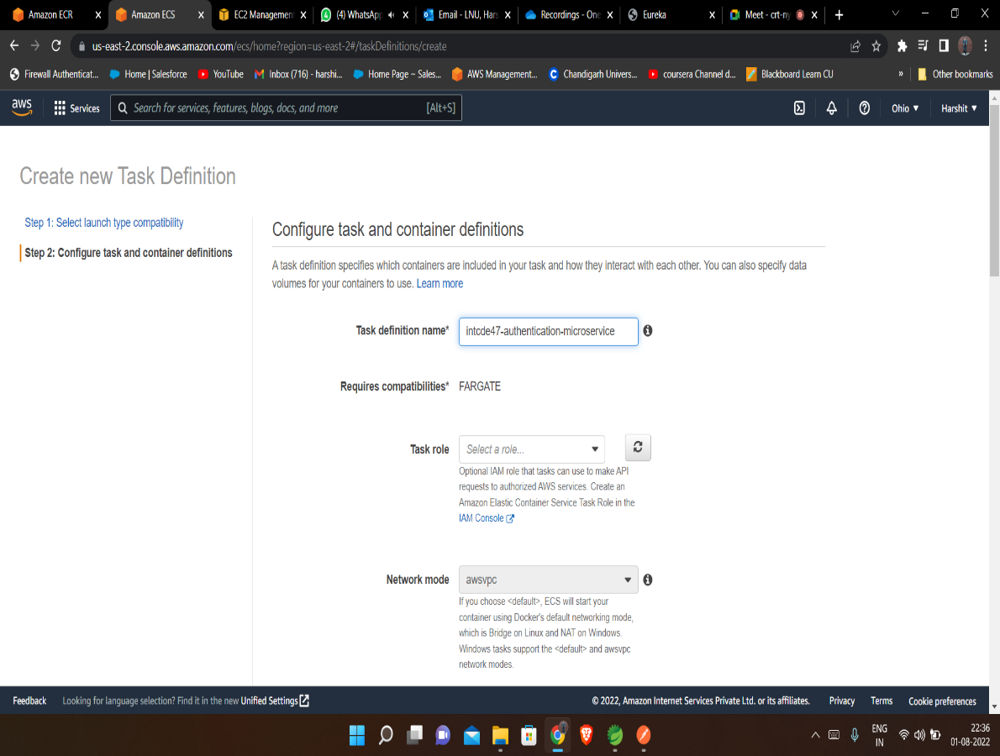 Amazon ECR
Amazon ECS
EC2 Managemen
(4) WhatsApp
Email - LNU, Hars
Recordings - One
Eureka
Meet - crt-ny
us-east-2.console.aws.amazon.com/ecs/home?region=us-east-2#/taskDefinitions/create
Firewall Authenticat...
Home | Salesforce
YouTube
Inbox (716) - harshi...
Home Page ~ Sales...
AWS Management...
Chandigarh Univers...
coursera Channel d...
Blackboard Learn CU
»
Other bookmarks
aws
Services
Search for services, features, blogs, docs, and more
[Alt+S]
Ohio
Harshit
Create new Task Definition
Step 1: Select launch type compatibility
Step 2: Configure task and container definitions
Configure task and container definitions
A task definition specifies which containers are included in your task and how they interact with each other. You can also specify data
volumes for your containers to use. Learn more
Task definition name* intcde47-authentication-microservice
Requires compatibilities* FARGATE
Task role Select a role...
Optional IAM role that tasks can use to make API
requests to authorized AWS services. Create an
Amazon Elastic Container Service Task Role in the
IAM Console
Network mode awsvpc
If you choose <default>, ECS will start your
container using Docker's default networking mode,
which is Bridge on Linux and NAT on Windows.
Windows tasks support the <default> and awsvpc
network modes.
Feedback
Looking for language selection? Find it in the new Unified Settings
© 2022, Amazon Internet Services Private Ltd. or its affiliates.
Privacy
Terms
Cookie preferences
ENG
IN
22:36
01-08-2022